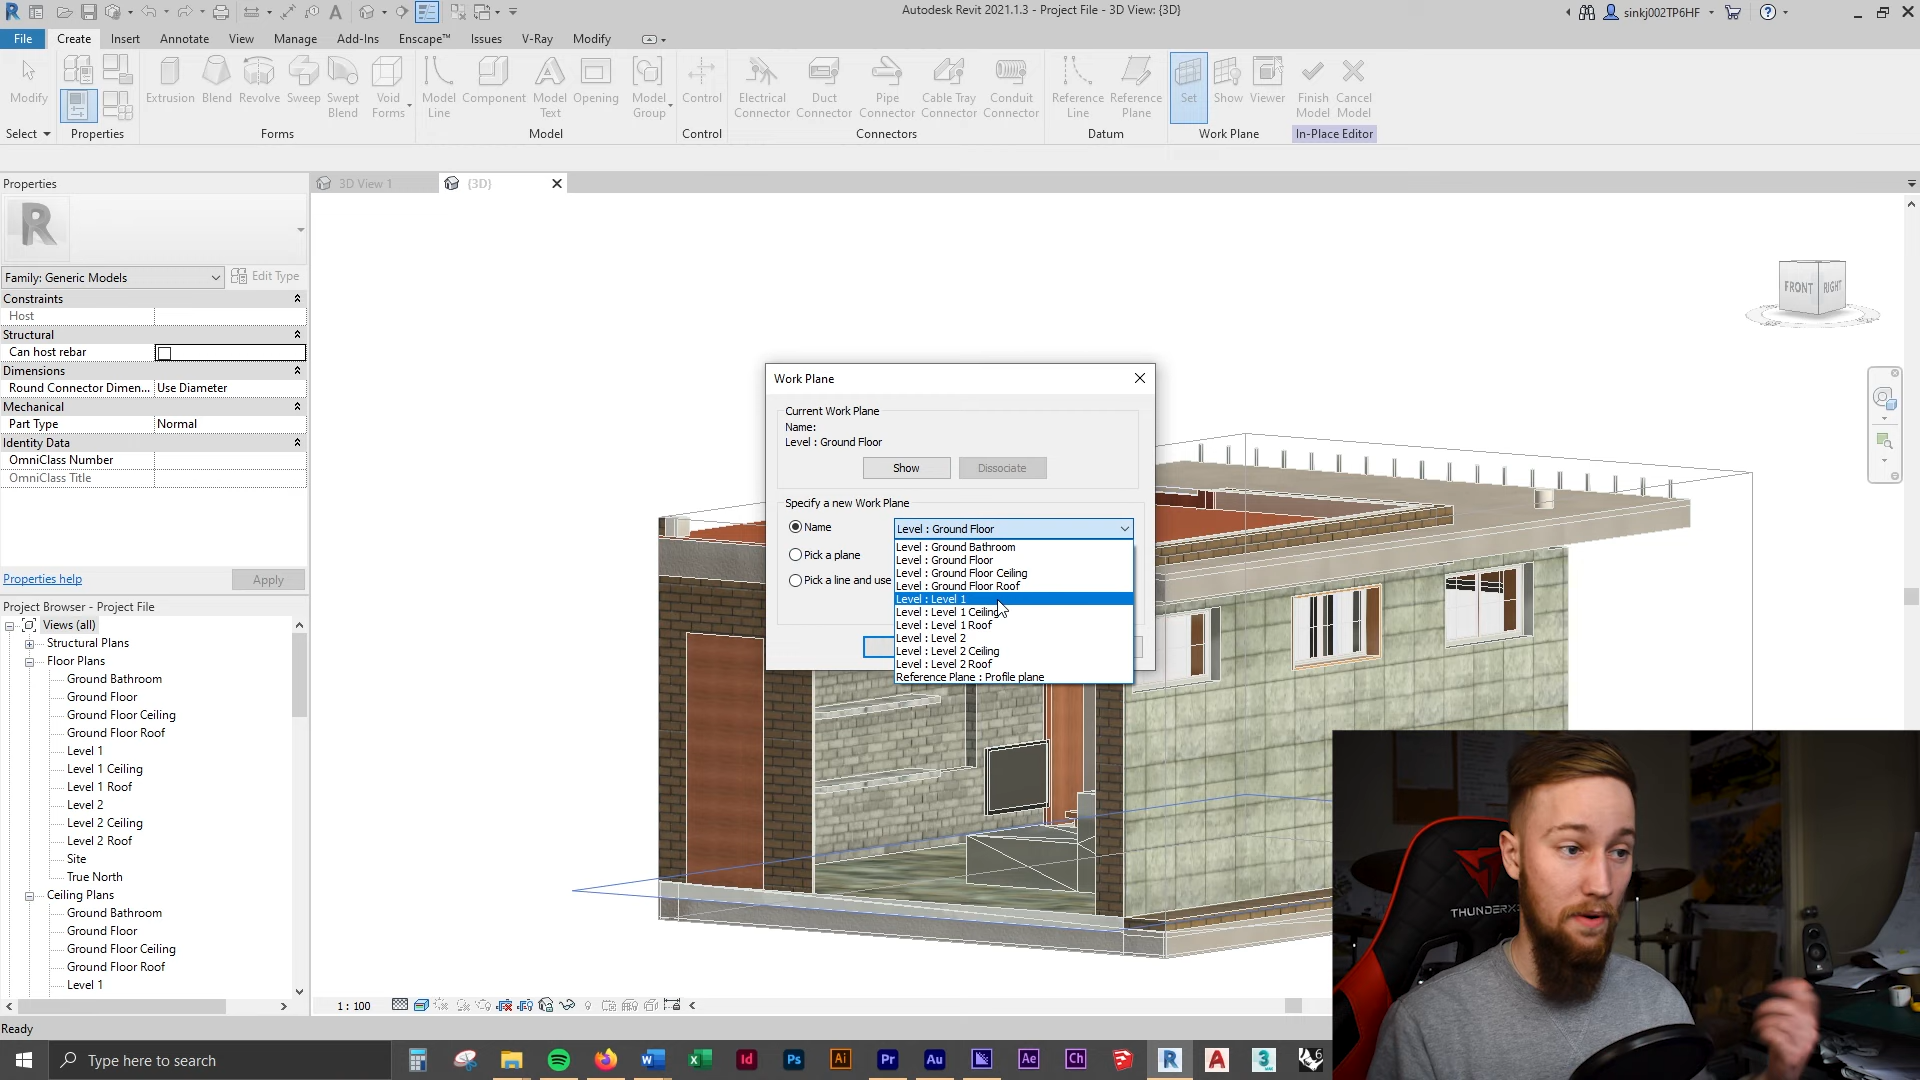 Autodesk Revit 2021.1.3 - Project File - 3D View: {3D}
sinkj002TP6HF
File Create Insert Annotate View Manage Add-Ins Enscape™ Issues V-Ray Modify
Modify Extrusion Blend Revolve Sweep Swept Blend Void Forms Model Line Component Model Text Opening Model Group Control Electrical Connector Duct Connector Pipe Connector Cable Tray Connector Conduit Connector Reference Line Reference Plane Set Show Viewer Finish Model Cancel Model
Select Properties Forms Model Control Connectors Datum Work Plane In-Place Editor
Properties
3D View 1
{3D}
Family: Generic Models
Edit Type
Constraints
Host
Structural
Can host rebar
Dimensions
Round Connector Dimen... Use Diameter
Mechanical
Part Type Normal
Identity Data
OmniClass Number
OmniClass Title
Properties help
Apply
Project Browser - Project File
Views (all)
Structural Plans
Floor Plans
Ground Bathroom
Ground Floor
Ground Floor Ceiling
Ground Floor Roof
Level 1
Level 1 Ceiling
Level 1 Roof
Level 2
Level 2 Ceiling
Level 2 Roof
Site
True North
Ceiling Plans
Ground Bathroom
Ground Floor
Ground Floor Ceiling
Ground Floor Roof
Level 1
FRONT RIGHT
Work Plane
Current Work Plane
Name:
Level : Ground Floor
Show Dissociate
Specify a new Work Plane
Name
Level : Ground Floor
Pick a plane
Pick a line and use
Level : Ground Bathroom
Level : Ground Floor
Level : Ground Floor Ceiling
Level : Ground Floor Roof
Level : Level 1
Level : Level 1 Ceiling
Level : Level 1 Roof
Level : Level 2
Level : Level 2 Ceiling
Level : Level 2 Roof
Reference Plane : Profile plane
1 : 100
Ready
Type here to search
Id Ps Ai Pr Au Ae Ch R A 3 6
THUNDERX3